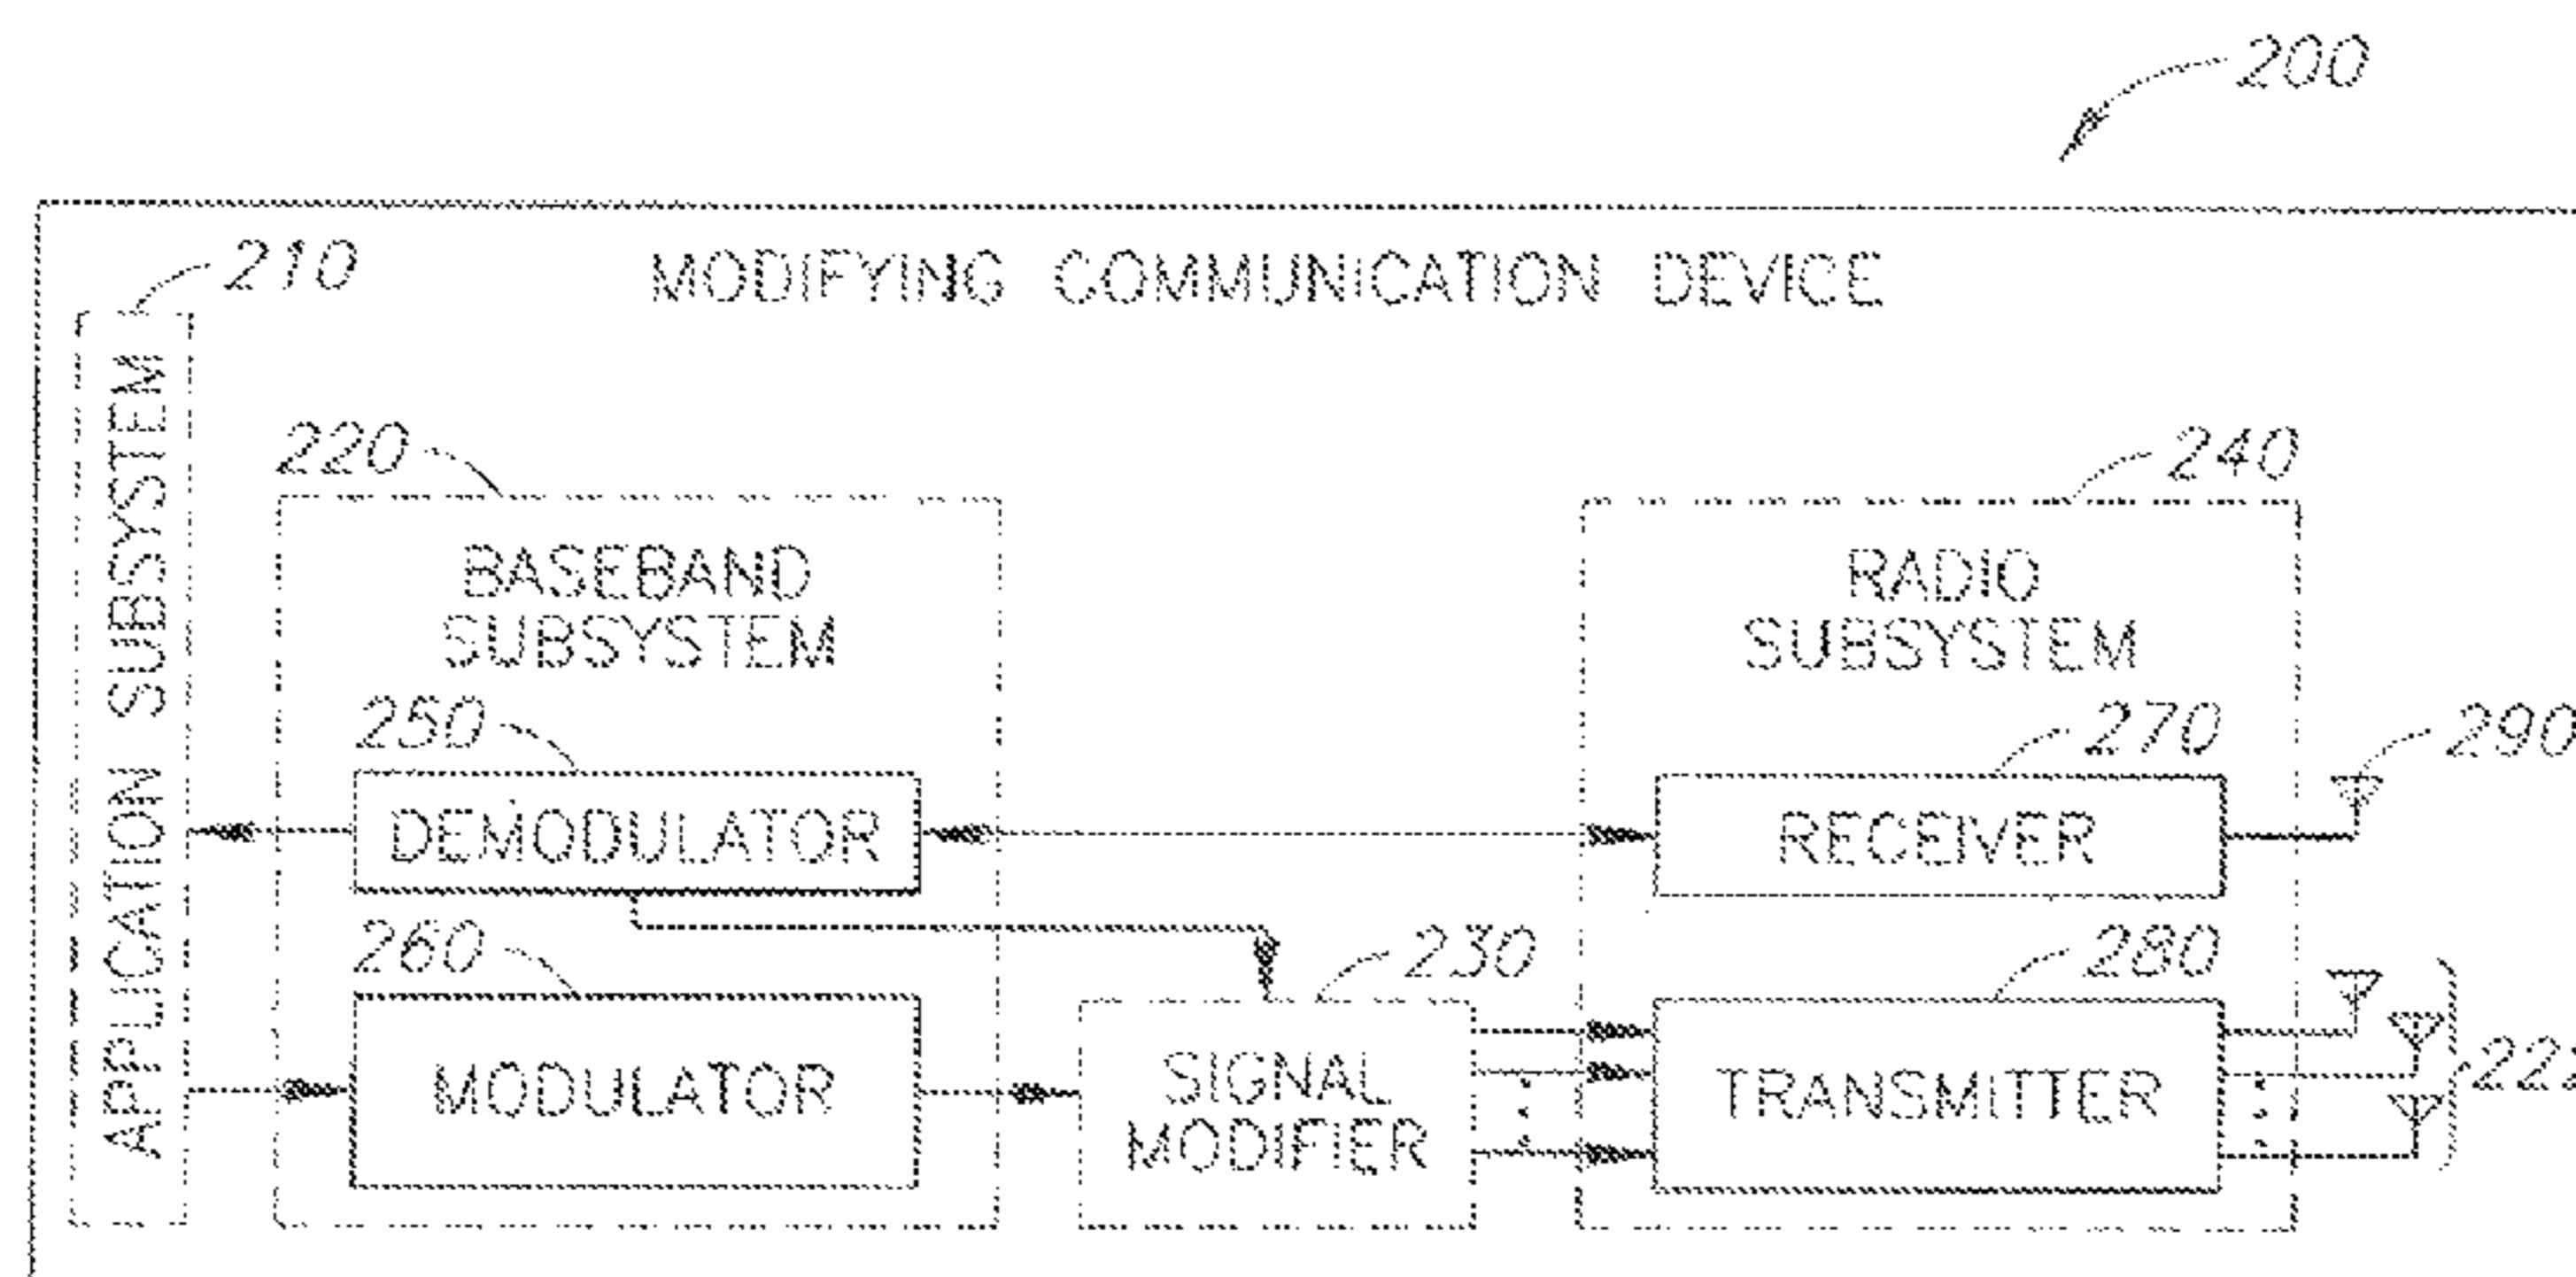 200
210
MODIFYING COMMUNICATION DEVICE
APPLICATION SUBSYSTEM
220
240
BASEBAND
SUBSYSTEM
RADIO
SUBSYSTEM
250
270
290
DEMODULATOR
RECEIVER
260
230
280
MODULATOR
SIGNAL
MODIFIER
TRANSMITTER